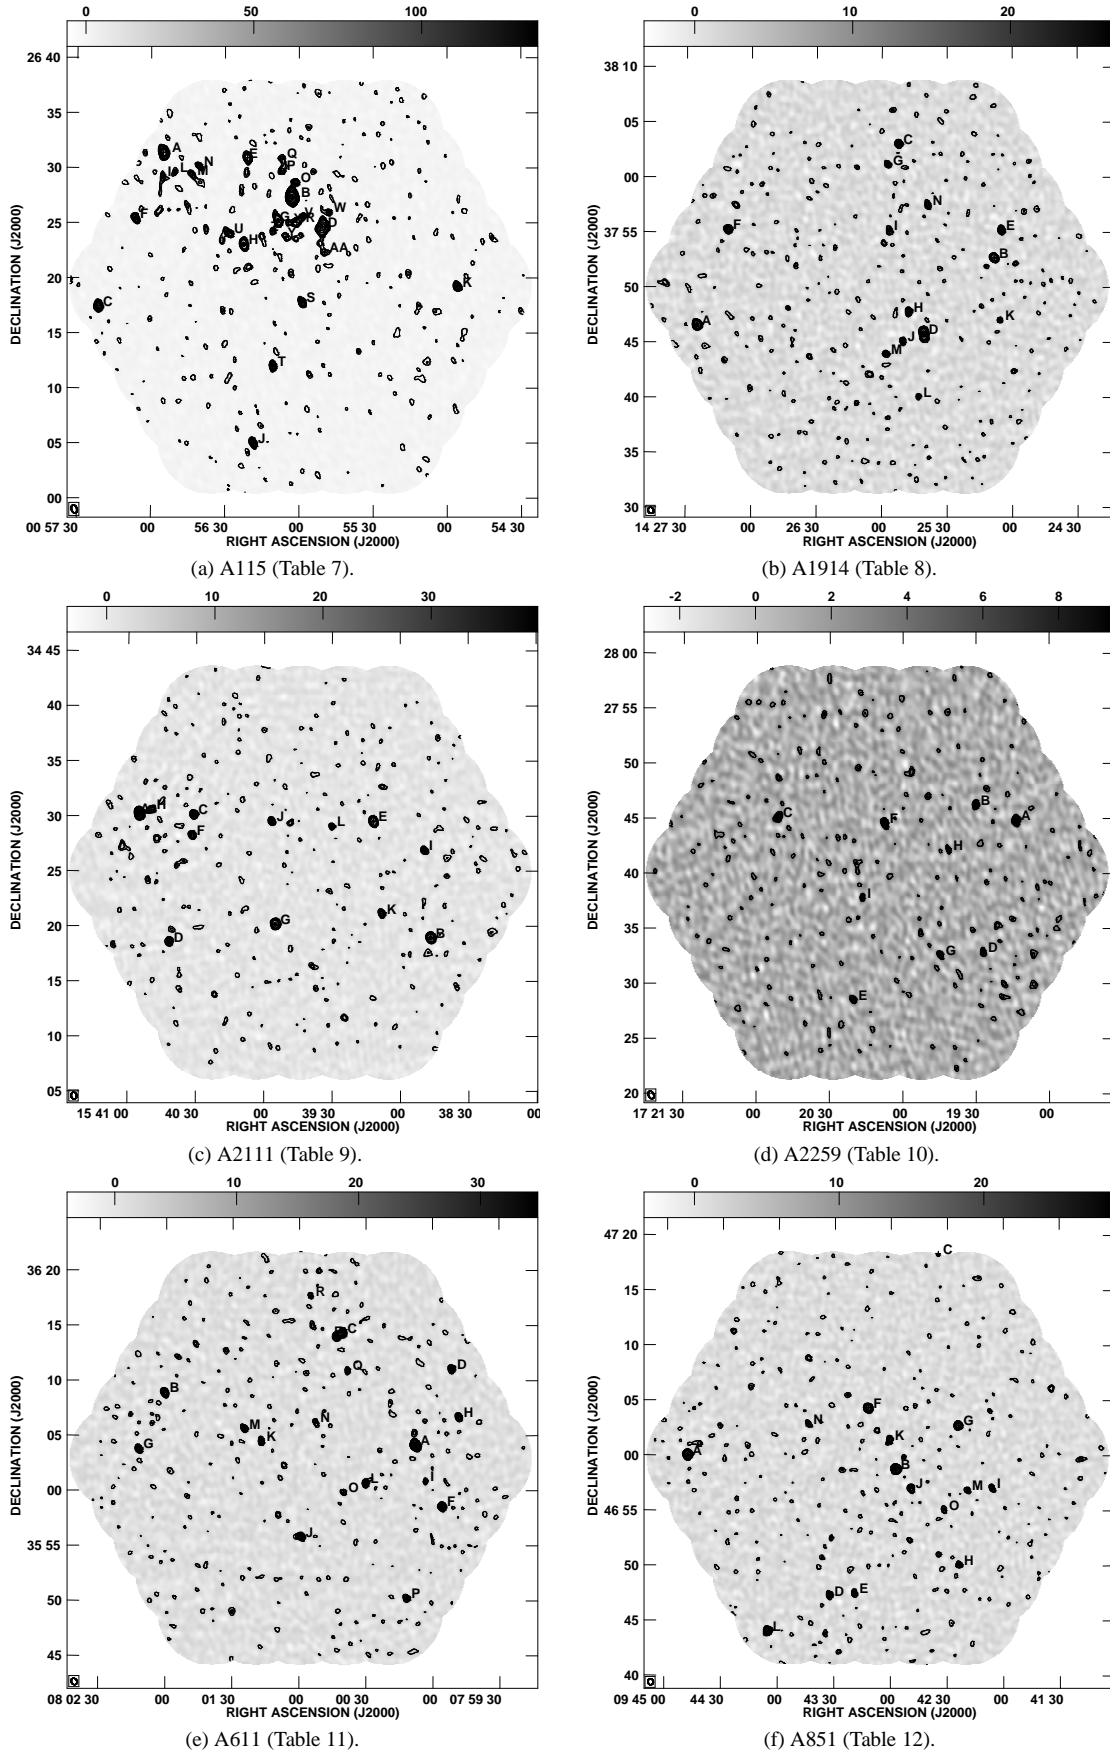 0 50 100
26 40
35
30
25
20
15
10
05
00
DECLINATION (J2000)
A
L
N
M
E
Q
P
O
B
F
G
V
R
W
D
U
H
Y
AA
C
K
S
T
J
00 57 30 00 56 30 00 55 30 00 54 30
RIGHT ASCENSION (J2000)
(a) A115 (Table 7).
0 10 20
38 10
05
00
37 55
50
45
40
35
30
DECLINATION (J2000)
C
G
N
F
I
E
B
A
H
K
D
J
M
L
14 27 30 00 26 30 00 25 30 00 24 30
RIGHT ASCENSION (J2000)
(b) A1914 (Table 8).
0 10 20 30
34 45
40
35
30
25
20
15
10
05
DECLINATION (J2000)
A
H
C
F
J
L
E
I
K
G
D
B
15 41 00 40 30 00 39 30 00 38 30 00
RIGHT ASCENSION (J2000)
(c) A2111 (Table 9).
-2 0 2 4 6 8
28 00
27 55
50
45
40
35
30
25
20
DECLINATION (J2000)
C
F
B
A
H
I
G
D
E
17 21 30 00 20 30 00 19 30 00
RIGHT ASCENSION (J2000)
(d) A2259 (Table 10).
0 10 20 30
36 20
15
10
05
00
35 55
50
45
DECLINATION (J2000)
R
C
Q
D
B
H
M
N
K
G
A
L
I
O
F
J
P
08 02 30 00 01 30 00 00 30 00 07 59 30
RIGHT ASCENSION (J2000)
(e) A611 (Table 11).
0 10 20
47 20
15
10
05
00
46 55
50
45
40
DECLINATION (J2000)
C
F
N
G
K
A
B
J
M
I
O
H
D
E
L
09 45 00 44 30 00 43 30 00 42 30 00 41 30
RIGHT ASCENSION (J2000)
(f) A851 (Table 12).